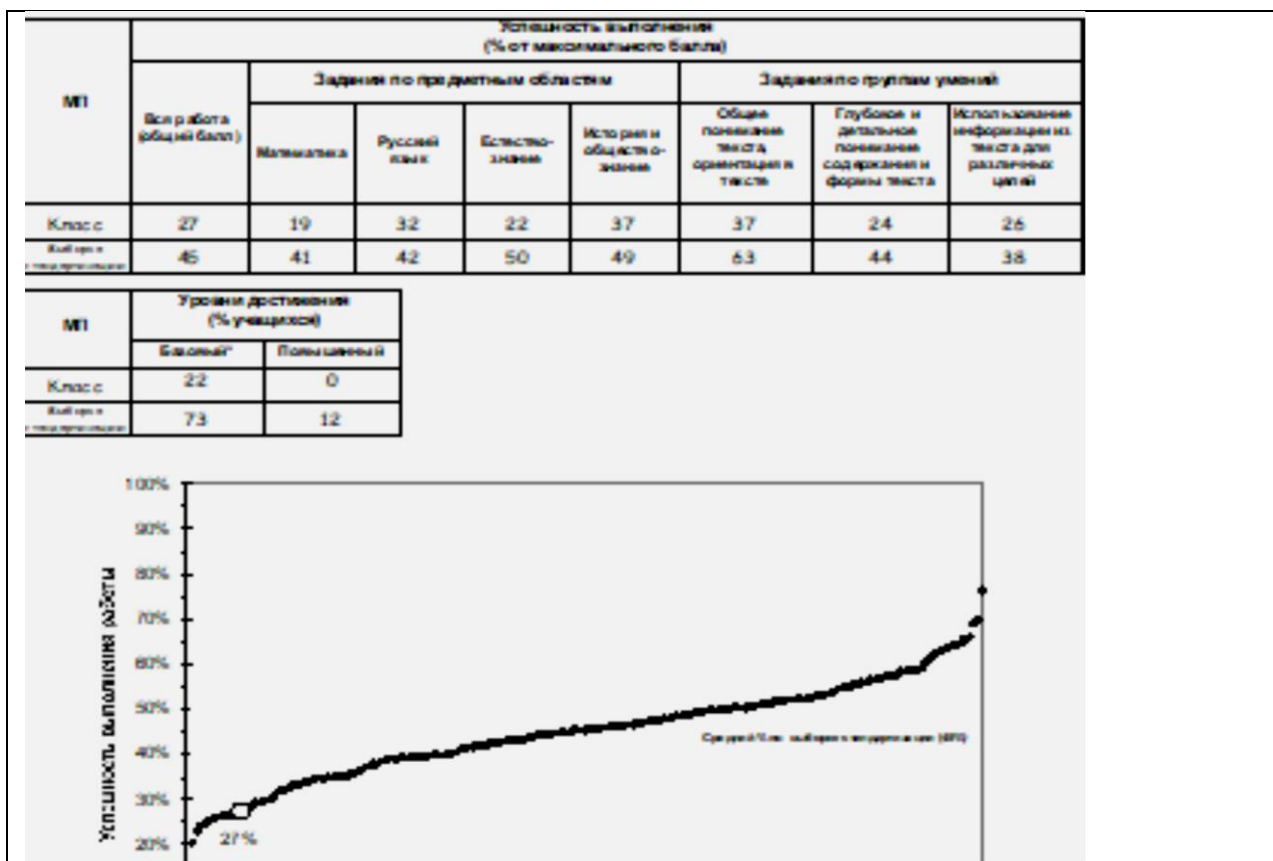 Успешность выполнения
(% от максимального балла)
МП
Вся работа
(общий балл)
Задания по предметным областям
Задания по группам умений
Математика
Русский
язык
Естество-
знание
История и
общество-
знание
Общее
понимание
текста,
ориентация в
тексте
Глубокое и
детальное
понимание
содержания и
формы текста
Использование
информации из
текста для
различных
целей
Класс 27 19 32 22 37 37 24 26
45 41 42 50 49 63 44 38
МП
Уровни достижения
(% учащихся)
Базовый* Повышенный
Класс 22 0
73 12
Успешность выполнения работы
100%
90%
80%
70%
60%
50%
40%
30%
20%
27%